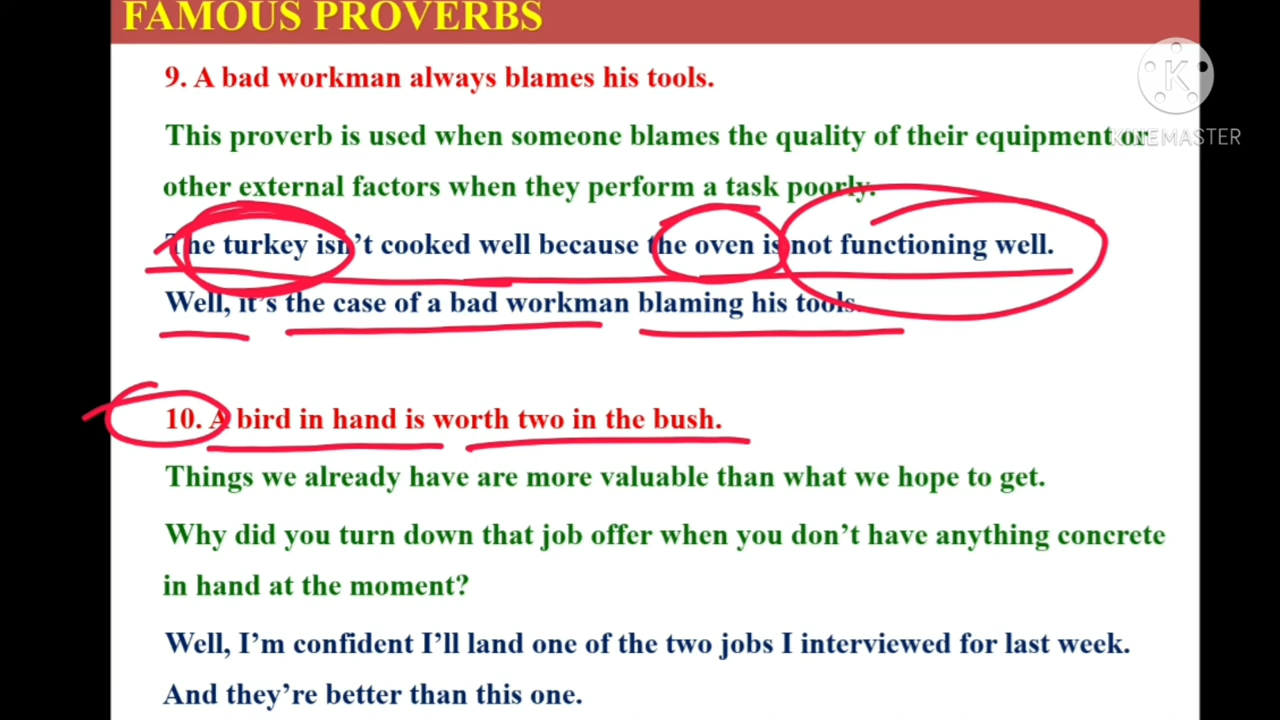 FAMOUS PROVERBS
9. A bad workman always blames his tools.
K
KINEMASTER
This proverb is used when someone blames the quality of their equipment or
other external factors when they perform a task poorly.
The turkey isn't cooked well because the oven is not functioning well.
Well, it's the case of a bad workman blaming his tools.
10. A bird in hand is worth two in the bush.
Things we already have are more valuable than what we hope to get.
Why did you turn down that job offer when you don't have anything concrete
in hand at the moment?
Well, I'm confident I'll land one of the two jobs I interviewed for last week.
And they're better than this one.